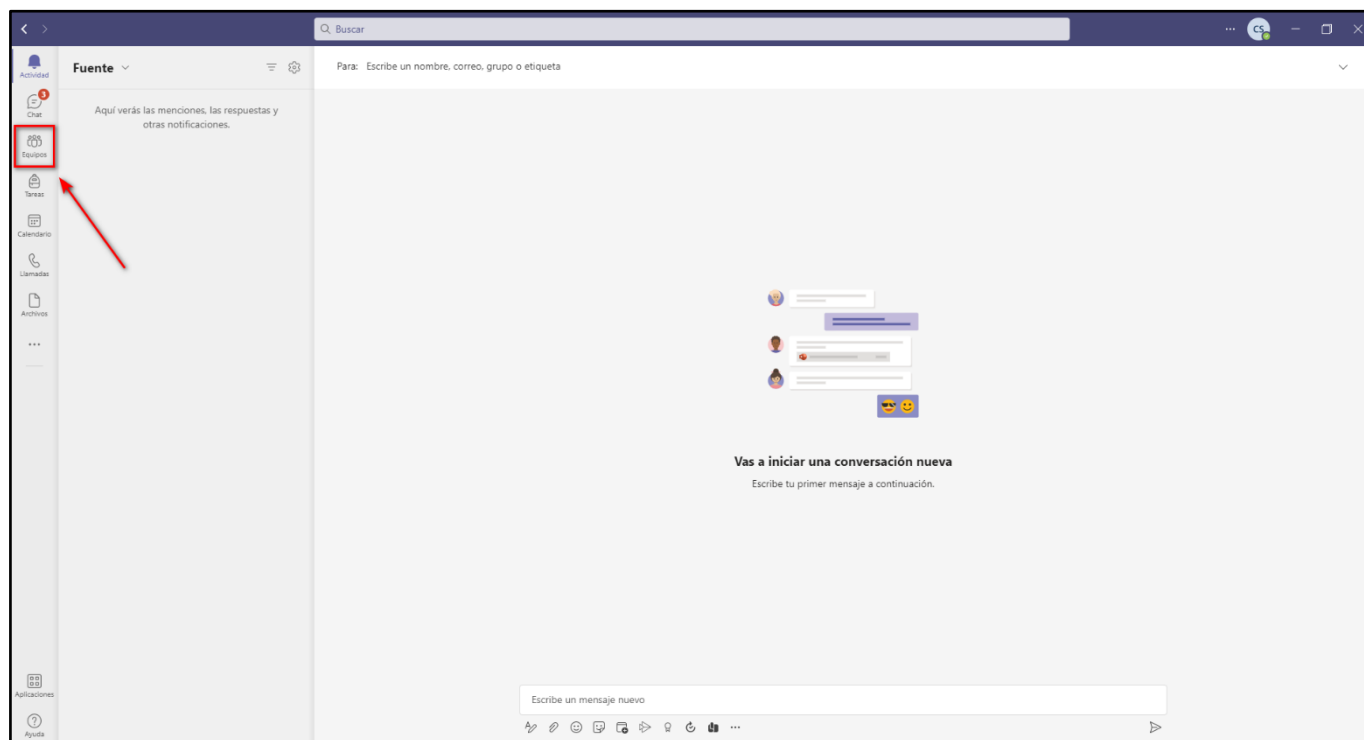 Buscar
CS
Actividad
Fuente
Para: Escribe un nombre, correo, grupo o etiqueta
3
Chat
Aquí verás las menciones, las respuestas y
otras notificaciones.
Equipos
Tareas
Calendario
Llamadas
Archivos
Vas a iniciar una conversación nueva
Escribe tu primer mensaje a continuación.
Aplicaciones
Escribe un mensaje nuevo
Ayuda